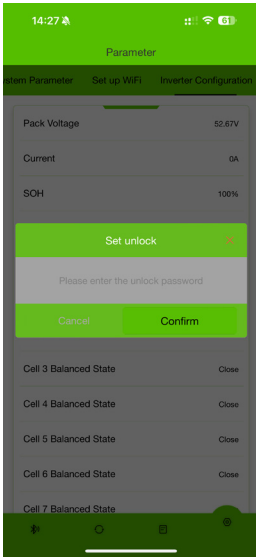 14:27
61
Parameter
ystem Parameter Set up WiFi Inverter Configuration
Pack Voltage 52.67V
Current 0A
SOH 100%
Set unlock
Please enter the unlock password
Cancel Confirm
Cell 3 Balanced State Close
Cell 4 Balanced State Close
Cell 5 Balanced State Close
Cell 6 Balanced State Close
Cell 7 Balanced State